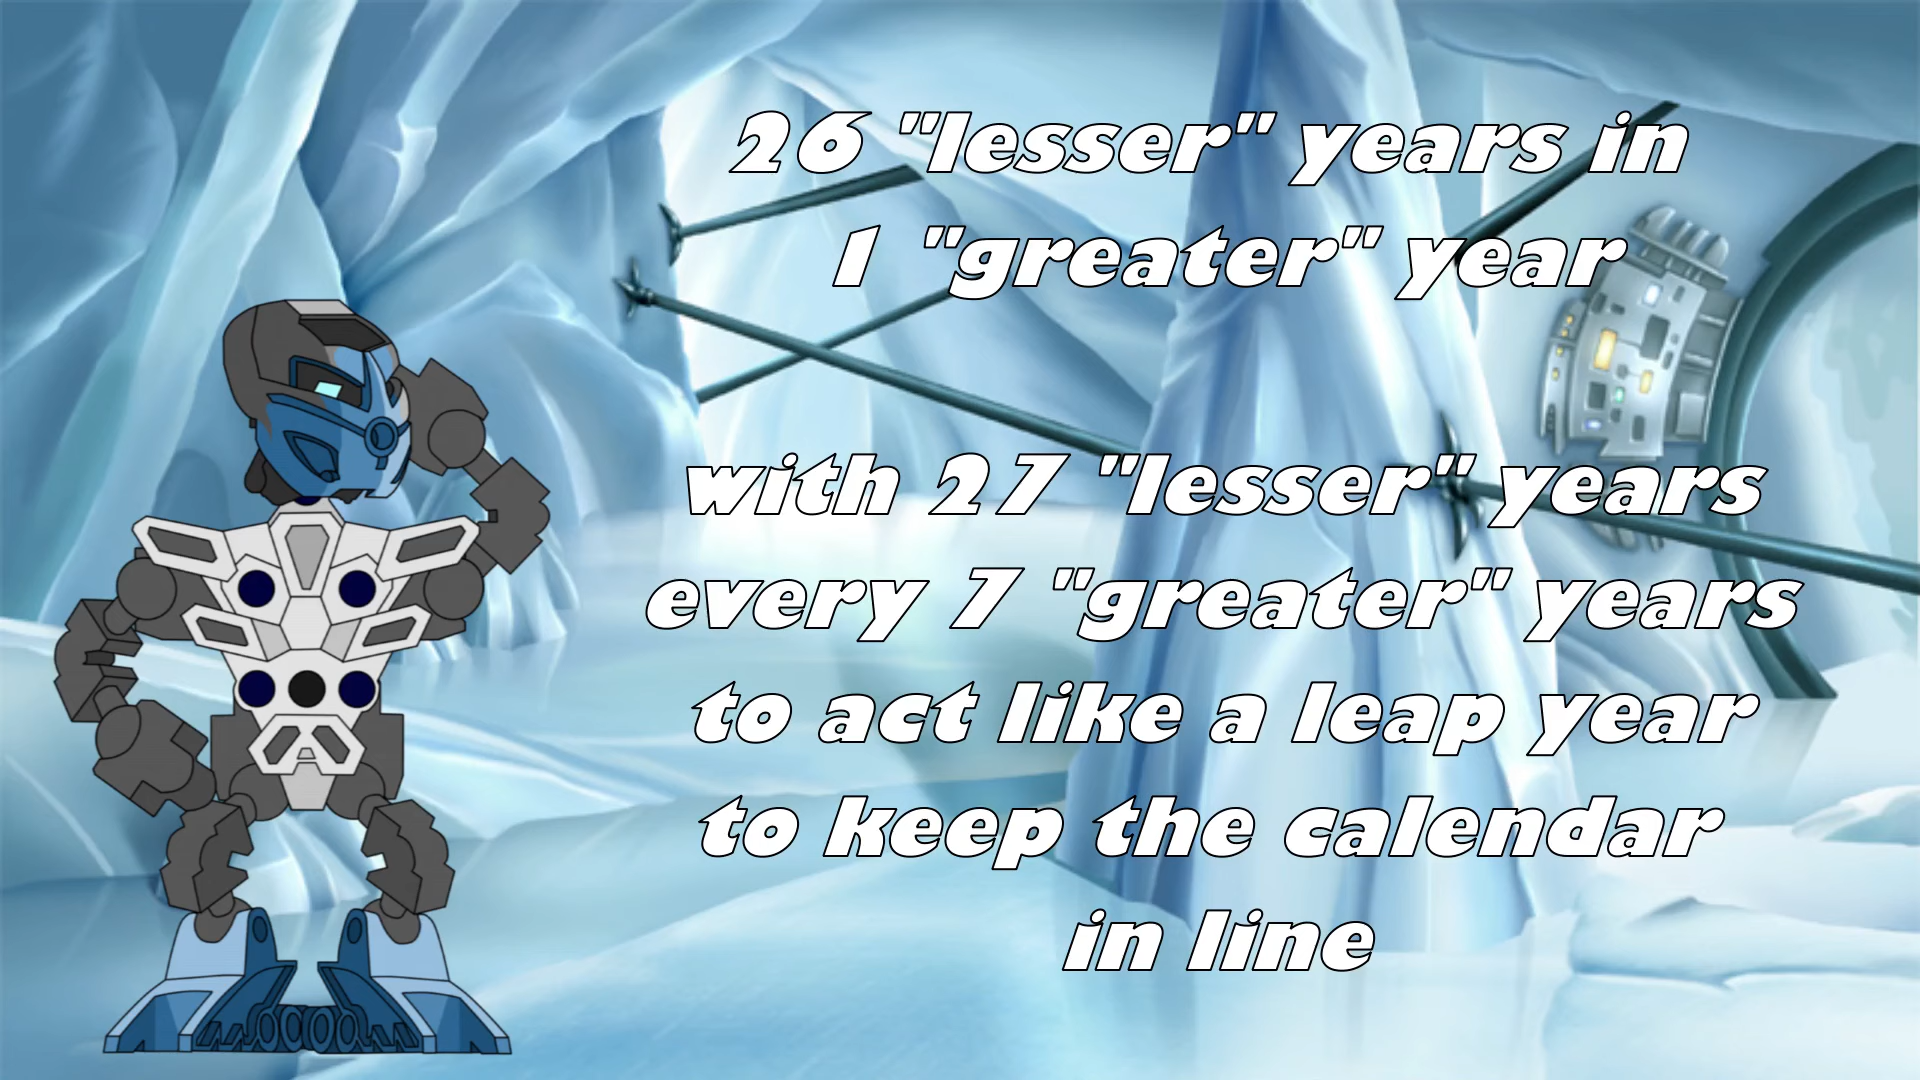 26 "lesser" years in
1 "greater" year
with 27 "lesser" years
every 7 "greater" years
to act like a leap year
to keep the calendar
in line